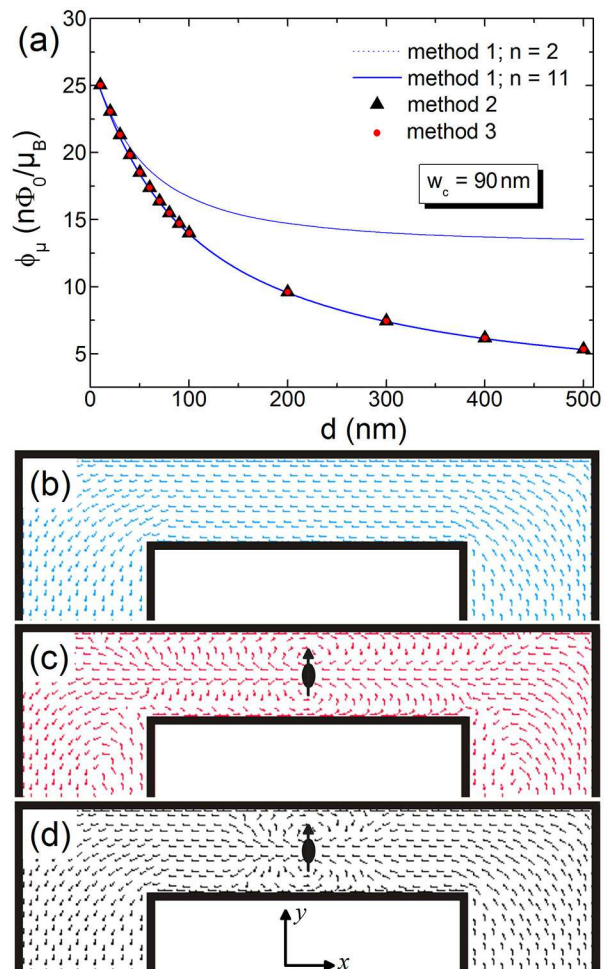 (a)
30
25
20
15
10
5
ϕμ (nΦ0/μB)
method 1; n = 2
method 1; n = 11
method 2
method 3
wc = 90 nm
0 100 200 300 400 500
d (nm)
(b)
(c)
(d)
y
x